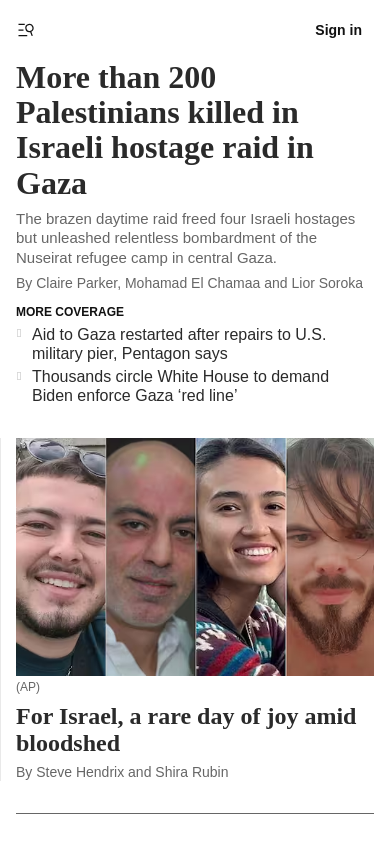 Sign in
More than 200
Palestinians killed in
Israeli hostage raid in
Gaza
The brazen daytime raid freed four Israeli hostages
but unleashed relentless bombardment of the
Nuseirat refugee camp in central Gaza.
By Claire Parker, Mohamad El Chamaa and Lior Soroka
MORE COVERAGE
Aid to Gaza restarted after repairs to U.S.
military pier, Pentagon says
Thousands circle White House to demand
Biden enforce Gaza ‘red line’
(AP)
For Israel, a rare day of joy amid
bloodshed
By Steve Hendrix and Shira Rubin